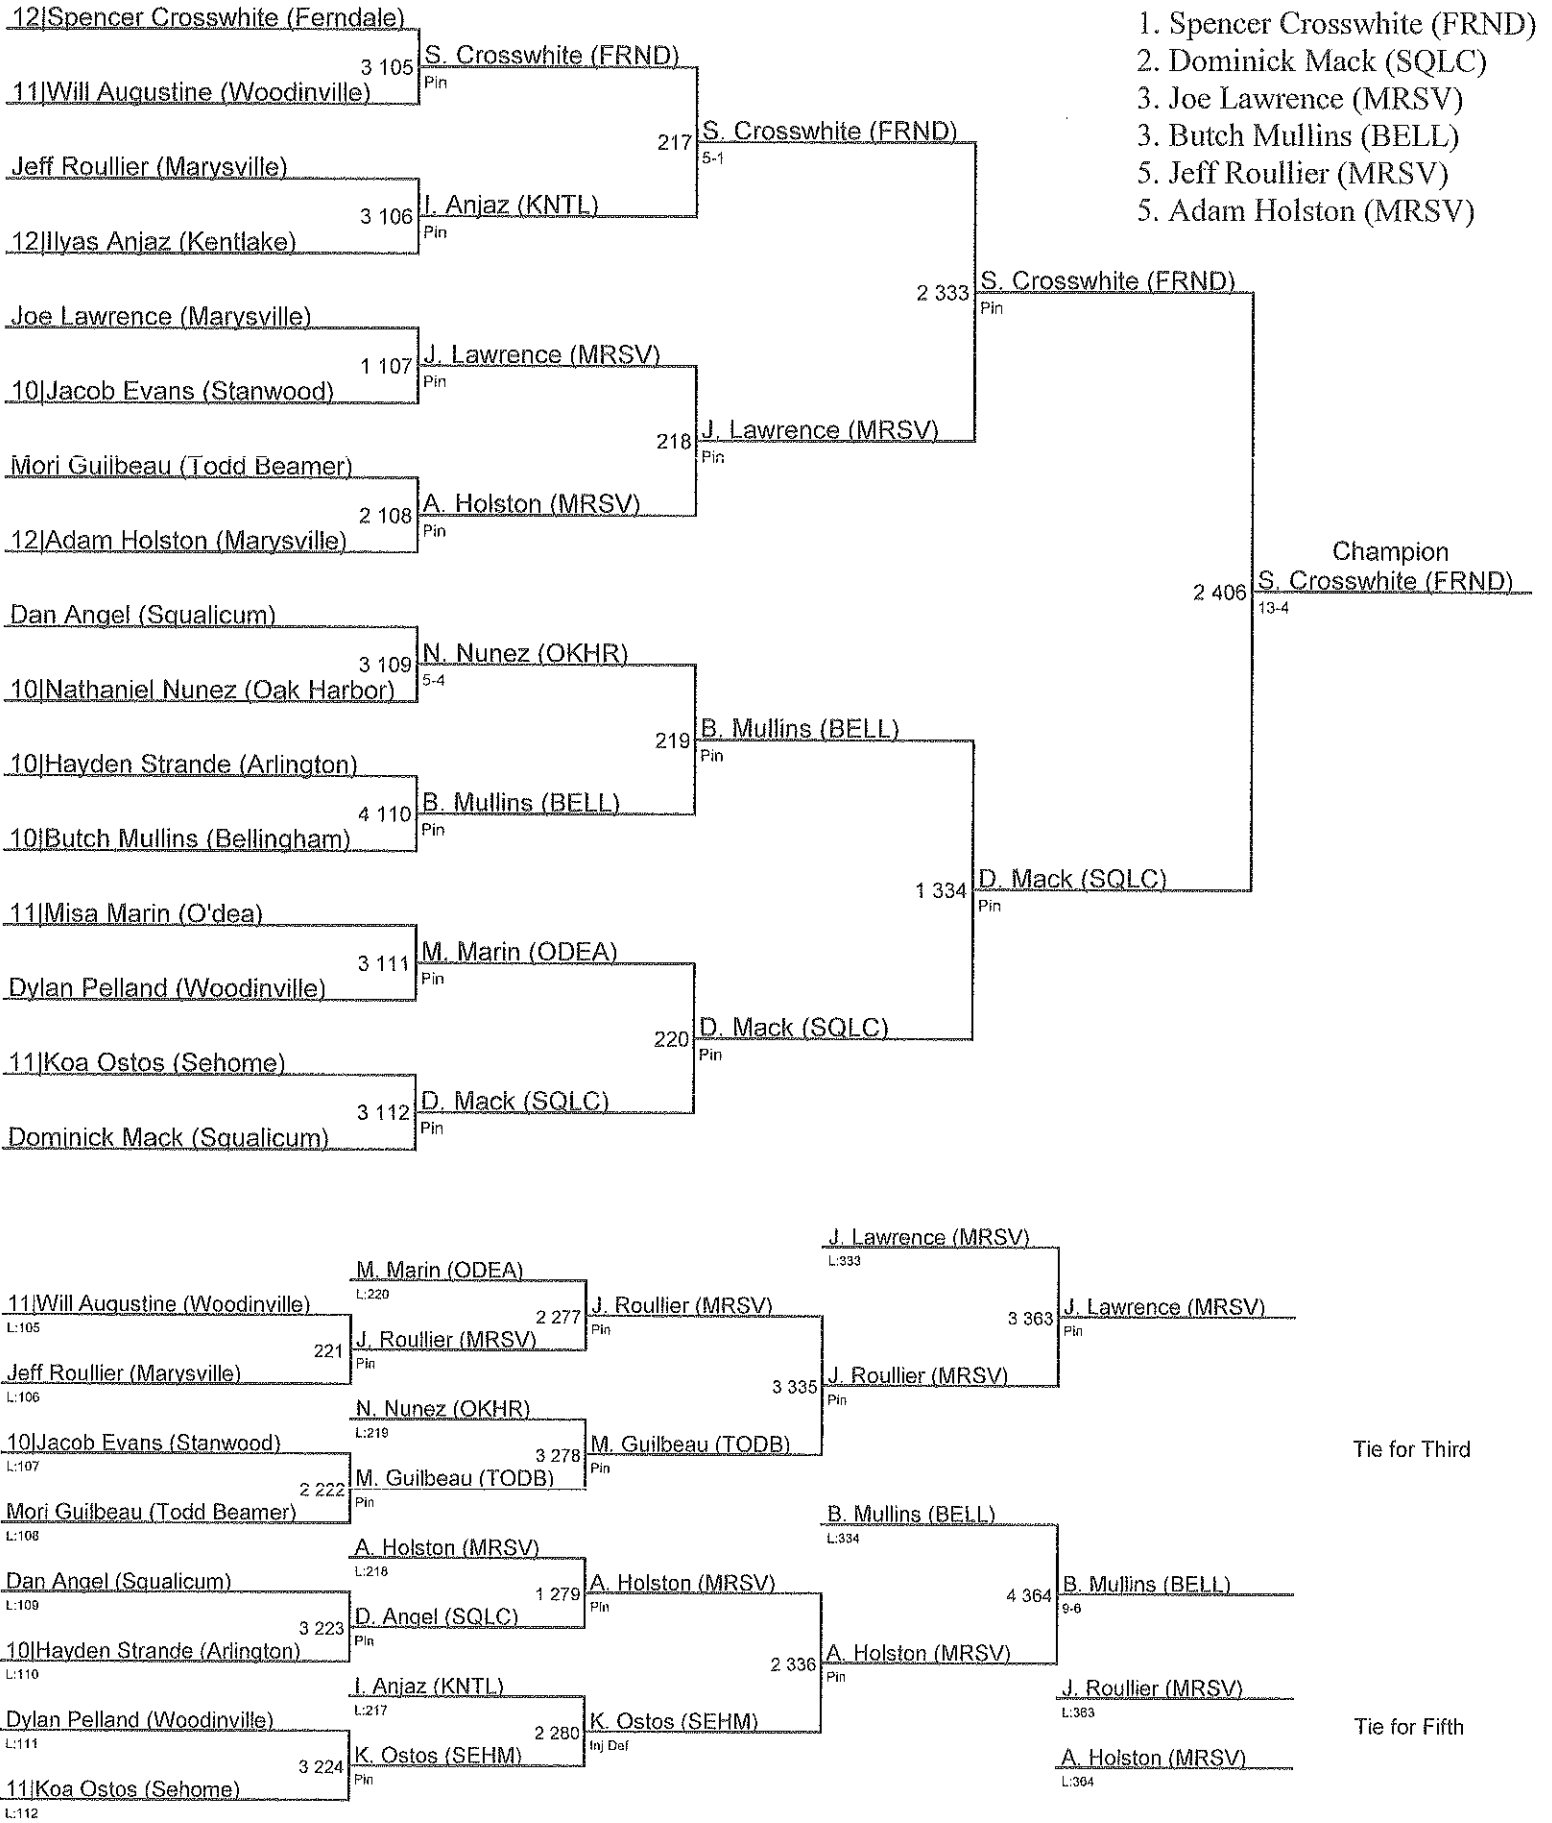 12|Spencer Crosswhite (Ferndale)
3 105
S. Crosswhite (FRND)
Pin
11|Will Augustine (Woodinville)
217
S. Crosswhite (FRND)
5-1
Jeff Roullier (Marysville)
3 106
I. Anjaz (KNTL)
Pin
12|Ilyas Anjaz (Kentlake)
2 333
S. Crosswhite (FRND)
Pin
Joe Lawrence (Marysville)
1 107
J. Lawrence (MRSV)
Pin
10|Jacob Evans (Stanwood)
218
J. Lawrence (MRSV)
Pin
Mori Guilbeau (Todd Beamer)
2 108
A. Holston (MRSV)
Pin
12|Adam Holston (Marysville)
Champion
2 406
S. Crosswhite (FRND)
13-4
Dan Angel (Squalicum)
3 109
N. Nunez (OKHR)
5-4
10|Nathaniel Nunez (Oak Harbor)
219
B. Mullins (BELL)
Pin
10|Hayden Strande (Arlington)
4 110
B. Mullins (BELL)
Pin
10|Butch Mullins (Bellingham)
1 334
D. Mack (SQLC)
Pin
11|Misa Marin (O'dea)
3 111
M. Marin (ODEA)
Pin
Dylan Pelland (Woodinville)
220
D. Mack (SQLC)
Pin
11|Koa Ostos (Sehome)
3 112
D. Mack (SQLC)
Pin
Dominick Mack (Squalicum)
1. Spencer Crosswhite (FRND)
2. Dominick Mack (SQLC)
3. Joe Lawrence (MRSV)
3. Butch Mullins (BELL)
5. Jeff Roullier (MRSV)
5. Adam Holston (MRSV)
J. Lawrence (MRSV)
L:333
M. Marin (ODEA)
L:220
11|Will Augustine (Woodinville)
L:105
2 277
J. Roullier (MRSV)
Pin
3 363
J. Lawrence (MRSV)
Pin
221
J. Roullier (MRSV)
Pin
Jeff Roullier (Marysville)
L:106
3 335
J. Roullier (MRSV)
Pin
N. Nunez (OKHR)
L:219
10|Jacob Evans (Stanwood)
L:107
3 278
M. Guilbeau (TODB)
Pin
Tie for Third
2 222
M. Guilbeau (TODB)
Pin
Mori Guilbeau (Todd Beamer)
L:108
B. Mullins (BELL)
L:334
A. Holston (MRSV)
L:218
Dan Angel (Squalicum)
L:109
1 279
A. Holston (MRSV)
Pin
4 364
B. Mullins (BELL)
9-6
3 223
D. Angel (SQLC)
Pin
10|Hayden Strande (Arlington)
L:110
2 336
A. Holston (MRSV)
Pin
I. Anjaz (KNTL)
L:217
J. Roullier (MRSV)
L:363
Dylan Pelland (Woodinville)
L:111
2 280
K. Ostos (SEHM)
Inj Def
Tie for Fifth
3 224
K. Ostos (SEHM)
Pin
A. Holston (MRSV)
L:364
11|Koa Ostos (Sehome)
L:112